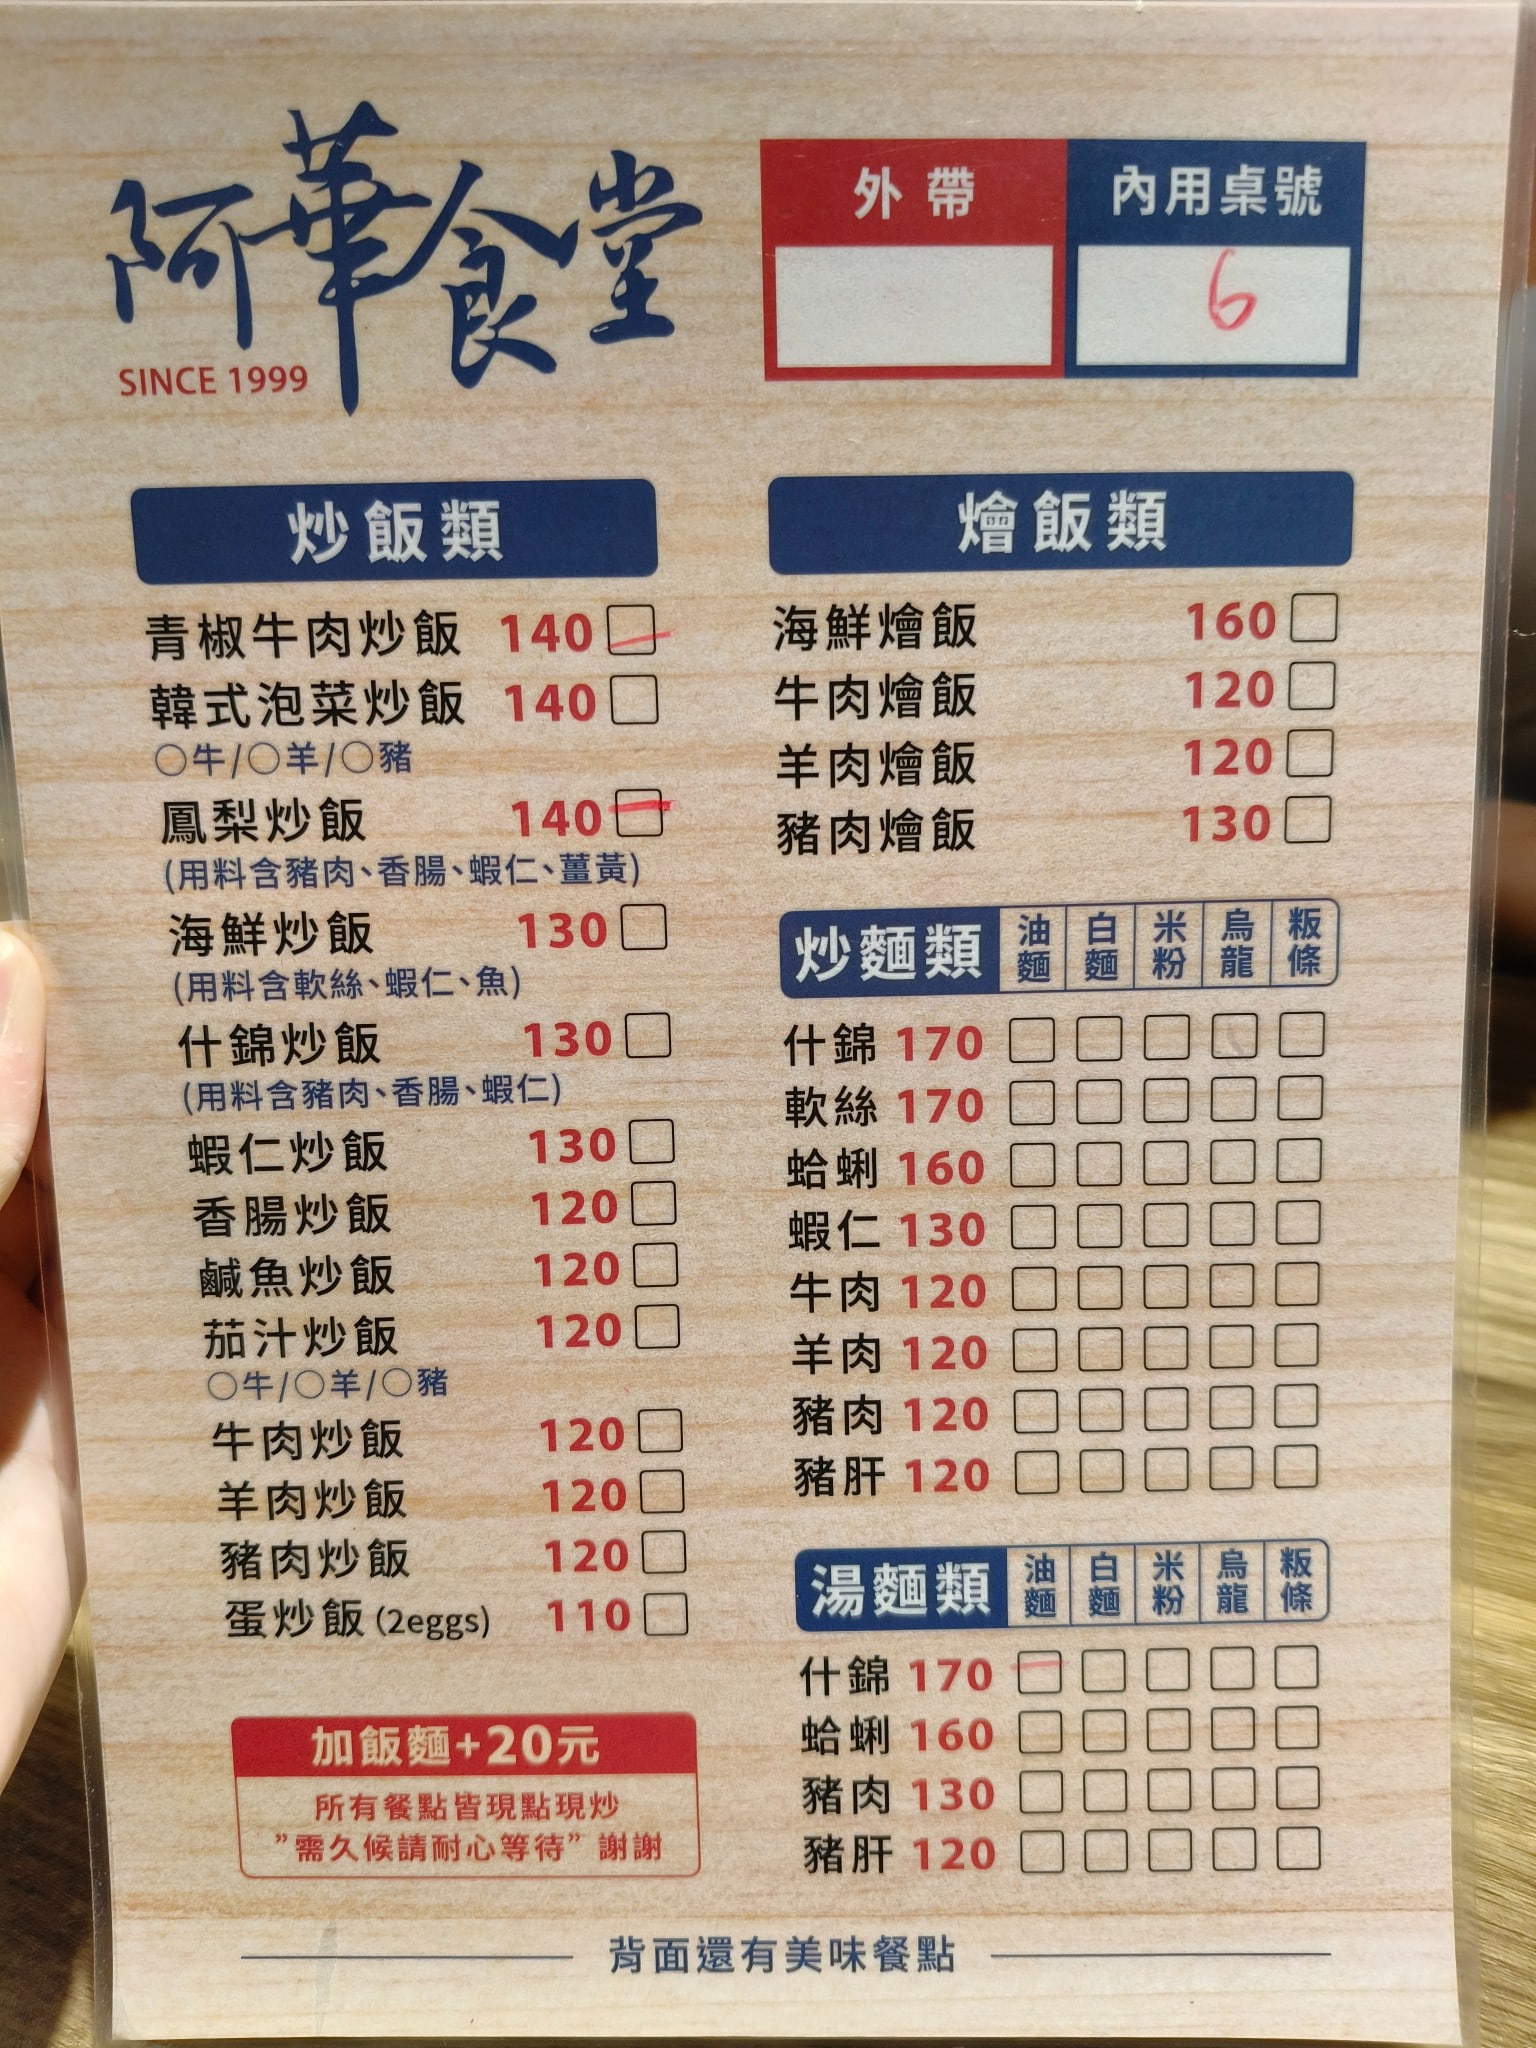 阿華食堂
SINCE 1999
外帶
內用桌號
6
炒飯類
青椒牛肉炒飯 140
韓式泡菜炒飯 140
○牛/○羊/○豬
鳳梨炒飯 140
(用料含豬肉、香腸、蝦仁、薑黃)
海鮮炒飯 130
(用料含軟絲、蝦仁、魚)
什錦炒飯 130
(用料含豬肉、香腸、蝦仁)
蝦仁炒飯 130
香腸炒飯 120
鹹魚炒飯 120
茄汁炒飯 120
○牛/○羊/○豬
牛肉炒飯 120
羊肉炒飯 120
豬肉炒飯 120
蛋炒飯 (2eggs) 110
加飯麵+20元
所有餐點皆現點現炒
”需久候請耐心等待” 謝謝
燴飯類
海鮮燴飯 160
牛肉燴飯 120
羊肉燴飯 120
豬肉燴飯 130
炒麵類 油麵 白麵 米粉 烏龍 粄條
什錦 170
軟絲 170
蛤蜊 160
蝦仁 130
牛肉 120
羊肉 120
豬肉 120
豬肝 120
湯麵類 油麵 白麵 米粉 烏龍 粄條
什錦 170
蛤蜊 160
豬肉 130
豬肝 120
背面還有美味餐點